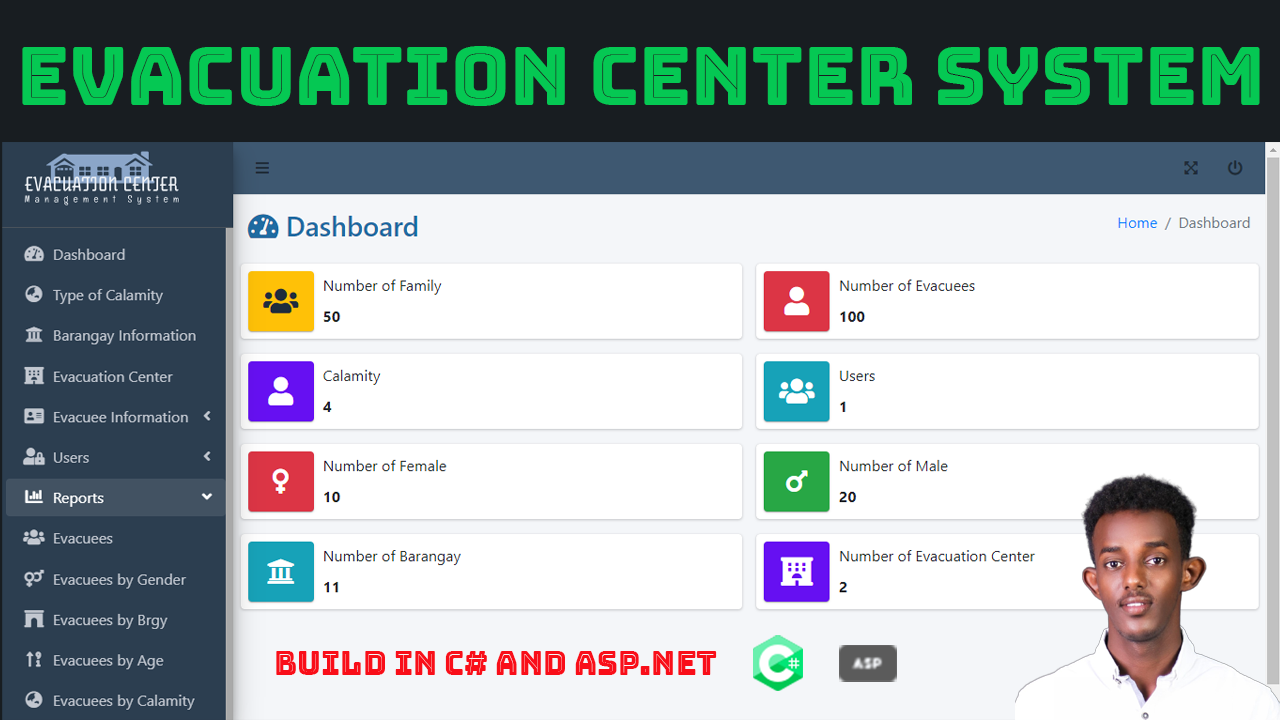 EVACUATION CENTER SYSTEM
EVACUATION CENTER
Management System
Dashboard
Type of Calamity
Barangay Information
Evacuation Center
Evacuee Information
Users
Reports
Evacuees
Evacuees by Gender
Evacuees by Brgy
Evacuees by Age
Evacuees by Calamity
Dashboard
Home / Dashboard
Number of Family
50
Number of Evacuees
100
Calamity
4
Users
1
Number of Female
10
Number of Male
20
Number of Barangay
11
Number of Evacuation Center
2
BUILD IN C# AND ASP.NET
C#
ASP